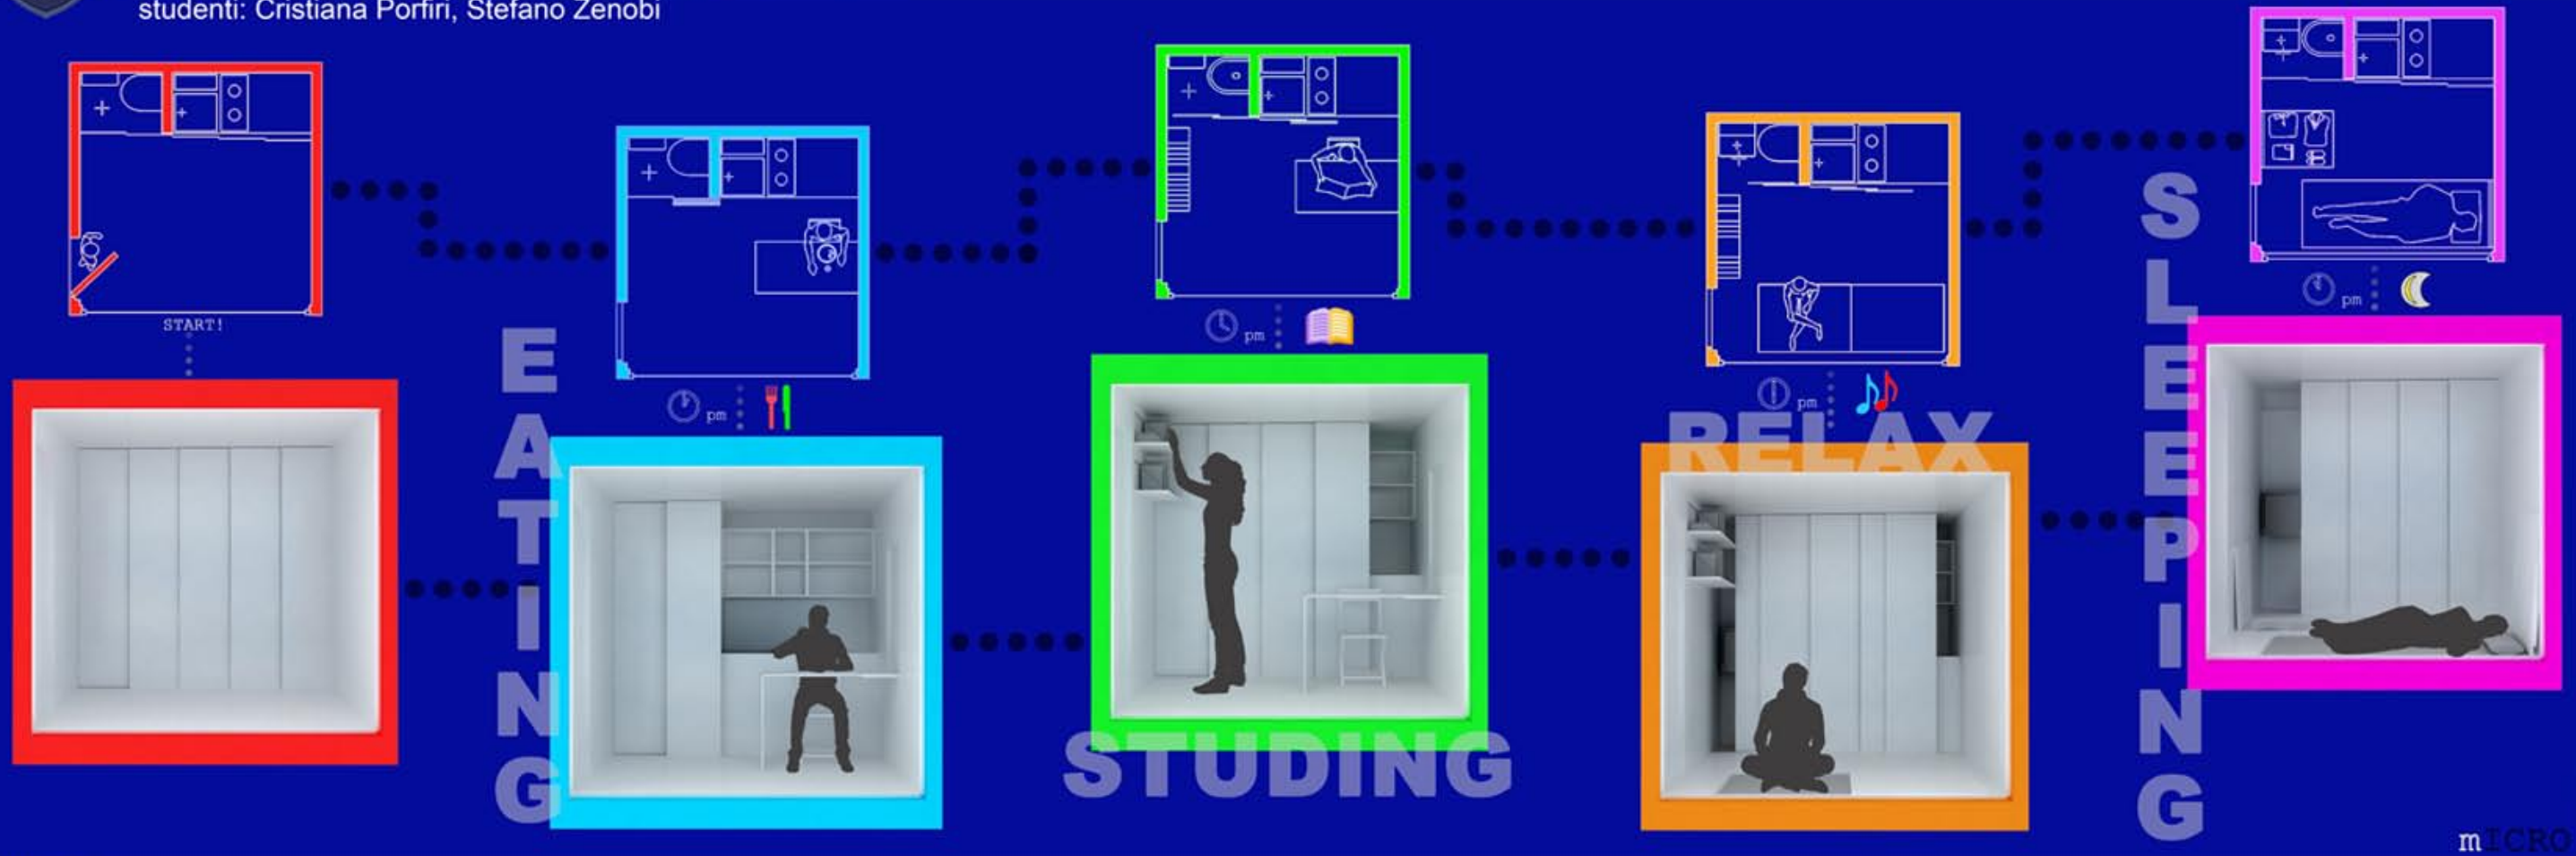 studenti: Cristiana Porfiri, Stefano Zenobi
START!
EATING
pm
STUDING
pm
RELAX
pm
SLEEPING
pm
mICRO